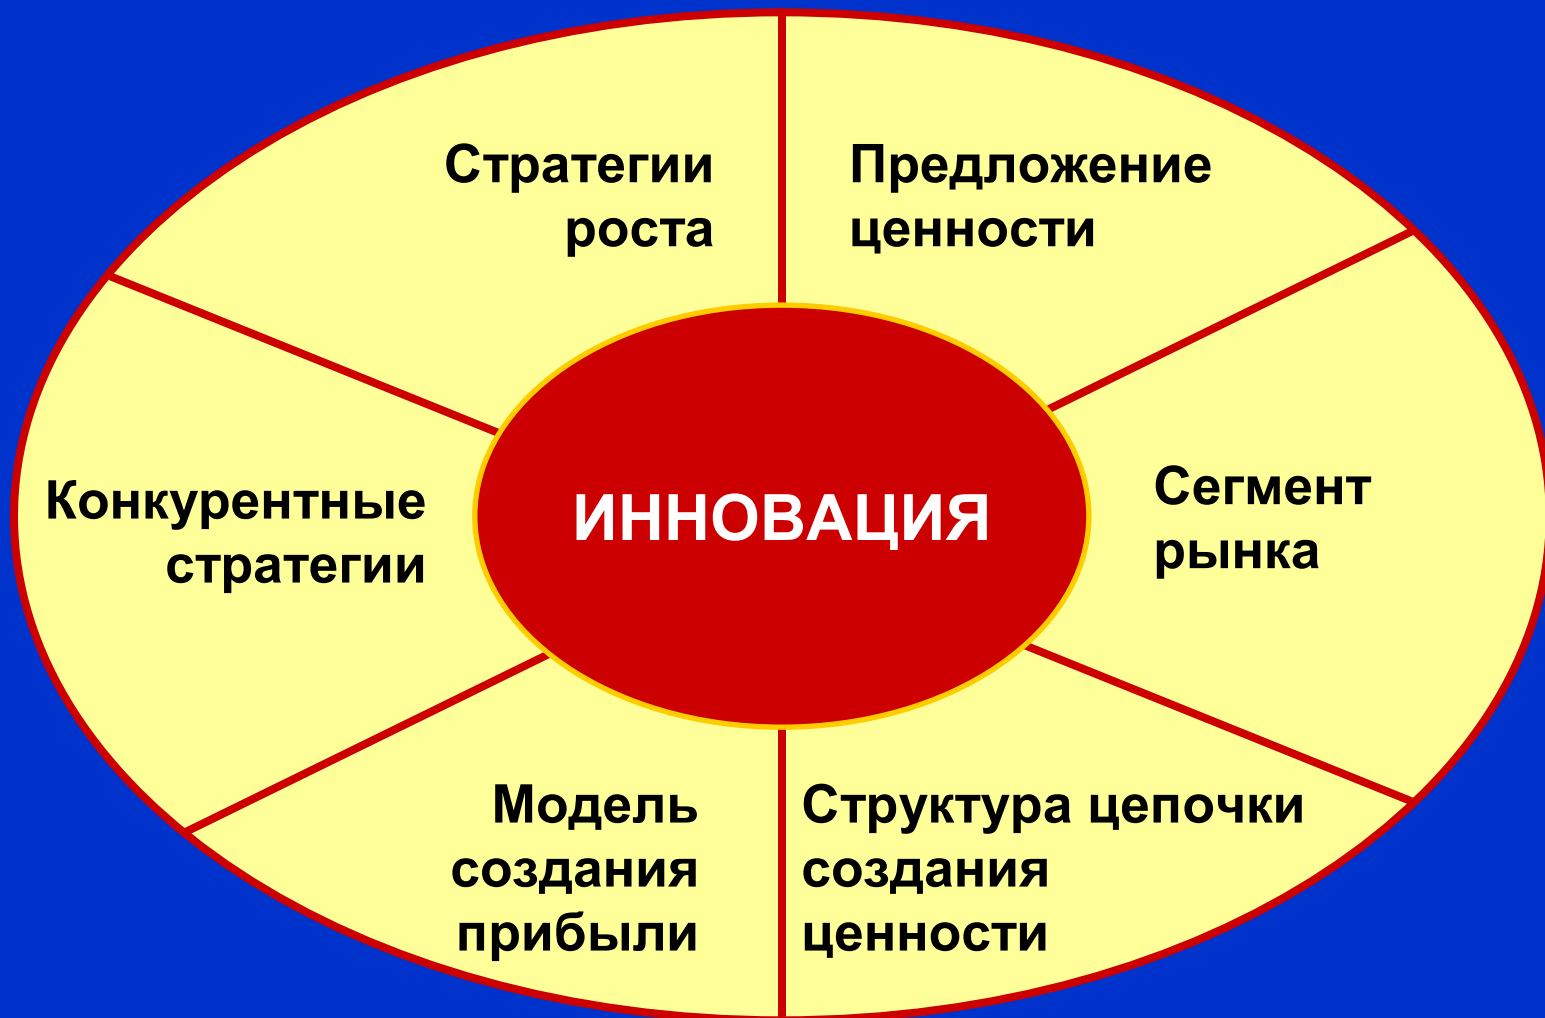 Стратегии
роста
Предложение
ценности
Конкурентные
стратегии
ИННОВАЦИЯ
Сегмент
рынка
Модель
создания
прибыли
Структура цепочки
создания
ценности